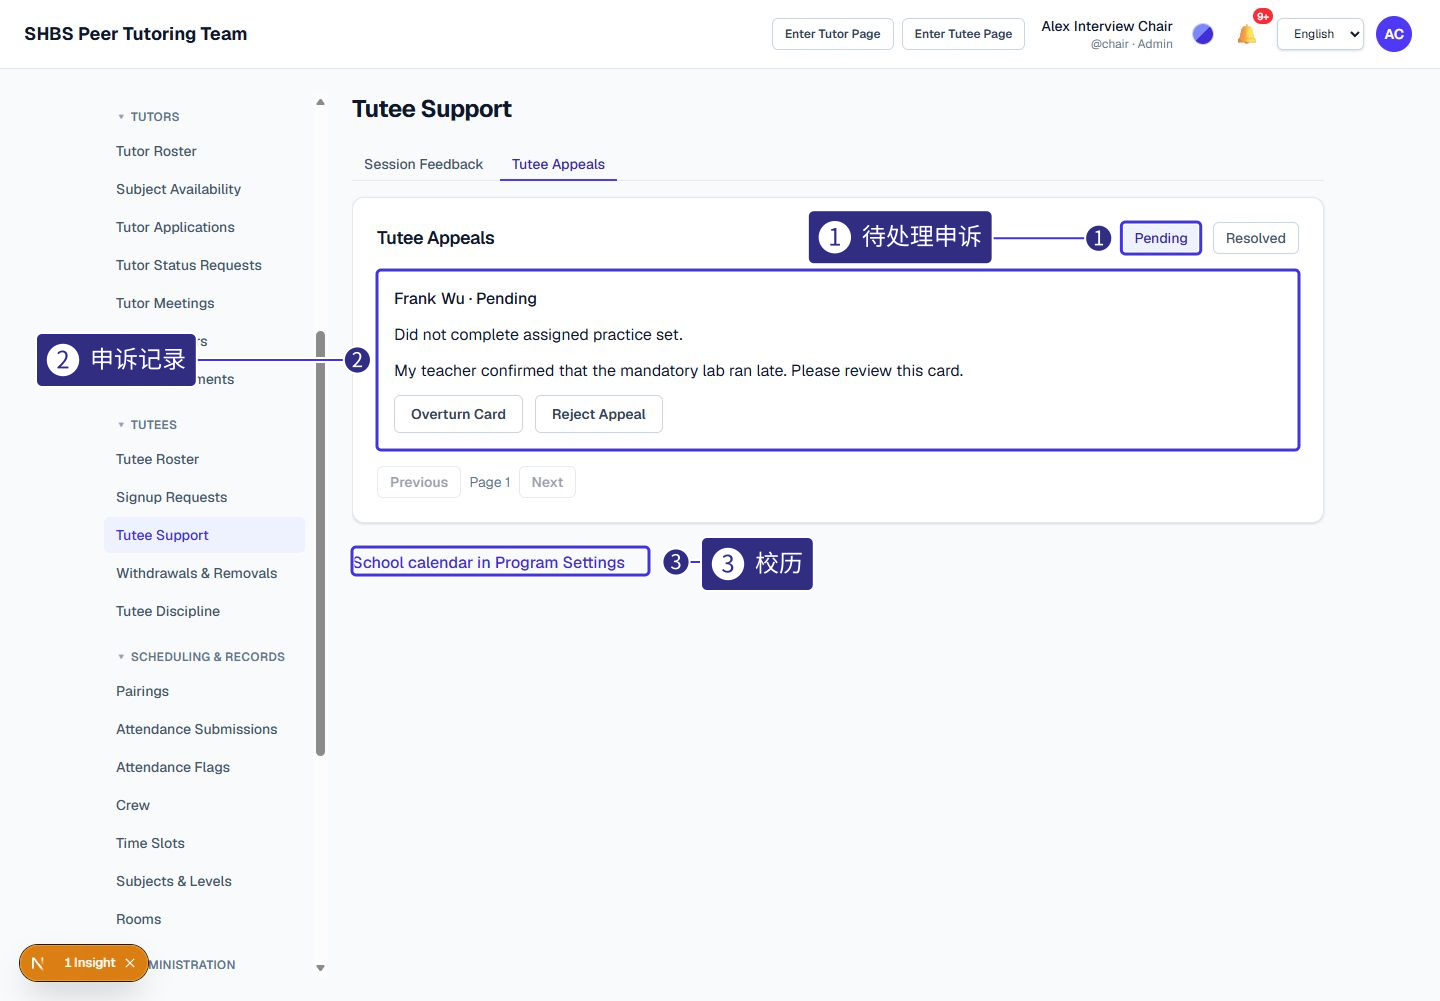 SHBS Peer Tutoring Team
Enter Tutor Page
Enter Tutee Page
Alex Interview Chair
@chair · Admin
9+
English
AC
TUTORS
Tutor Roster
Subject Availability
Tutor Applications
Tutor Status Requests
Tutor Meetings
TUTEES
Tutee Roster
Signup Requests
Tutee Support
Withdrawals & Removals
Tutee Discipline
SCHEDULING & RECORDS
Pairings
Attendance Submissions
Attendance Flags
Crew
Time Slots
Subjects & Levels
Rooms
MINISTRATION
N 1 Insight
Tutee Support
Session Feedback
Tutee Appeals
Tutee Appeals
1 待处理申诉
1
Pending
Resolved
2 申诉记录
2
Frank Wu · Pending
Did not complete assigned practice set.
My teacher confirmed that the mandatory lab ran late. Please review this card.
Overturn Card
Reject Appeal
Previous
Page 1
Next
School calendar in Program Settings
3
3 校历